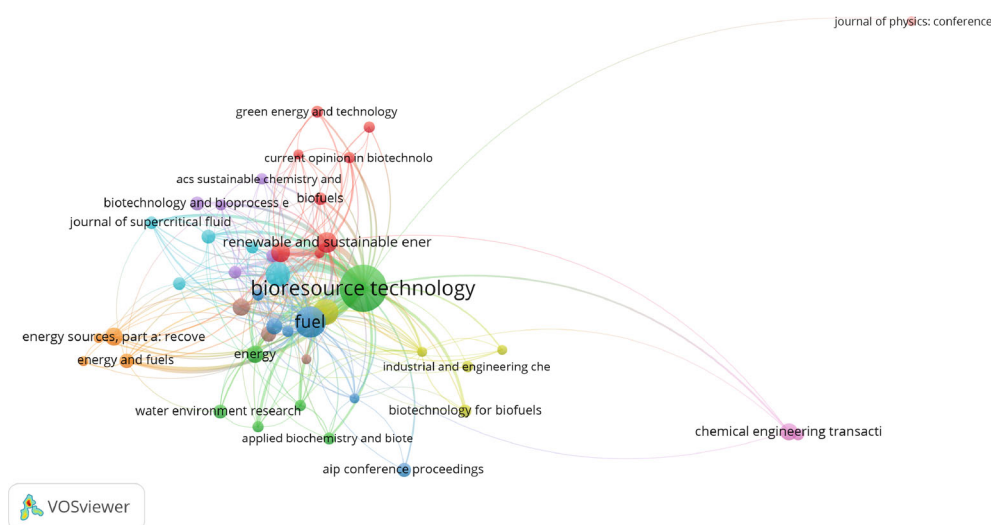 journal of physics: conference
green energy and technology
current opinion in biotechnolo
acs sustainable chemistry and
biofuels
biotechnology and bioprocess e
journal of supercritical fluid
renewable and sustainable ener
bioresource technology
fuel
energy sources, part a: recove
energy
energy and fuels
industrial and engineering che
water environment research
biotechnology for biofuels
chemical engineering transacti
applied biochemistry and biote
aip conference proceedings
VOSviewer